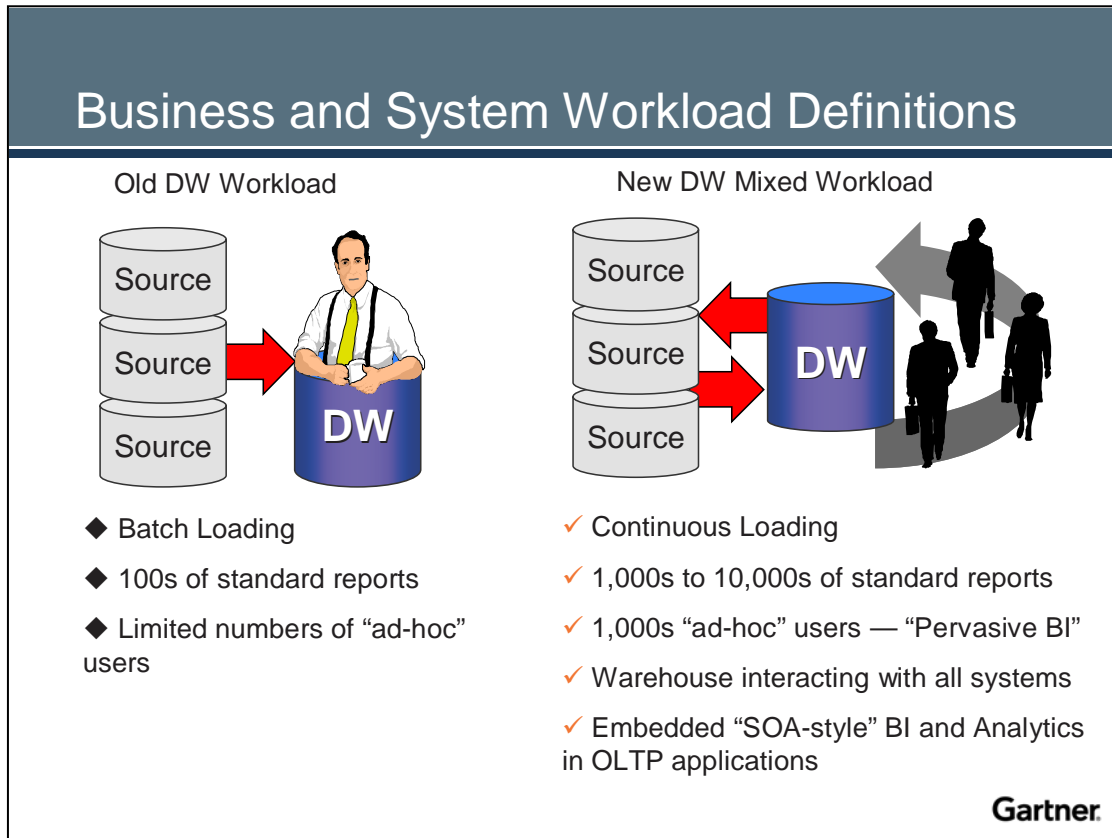 Business and System Workload Definitions
Old DW Workload
Source
Source
Source
DW
◆ Batch Loading
◆ 100s of standard reports
◆ Limited numbers of “ad-hoc”
users
New DW Mixed Workload
Source
Source
Source
DW
✓ Continuous Loading
✓ 1,000s to 10,000s of standard reports
✓ 1,000s “ad-hoc” users — “Pervasive BI”
✓ Warehouse interacting with all systems
✓ Embedded “SOA-style” BI and Analytics
in OLTP applications
Gartner.